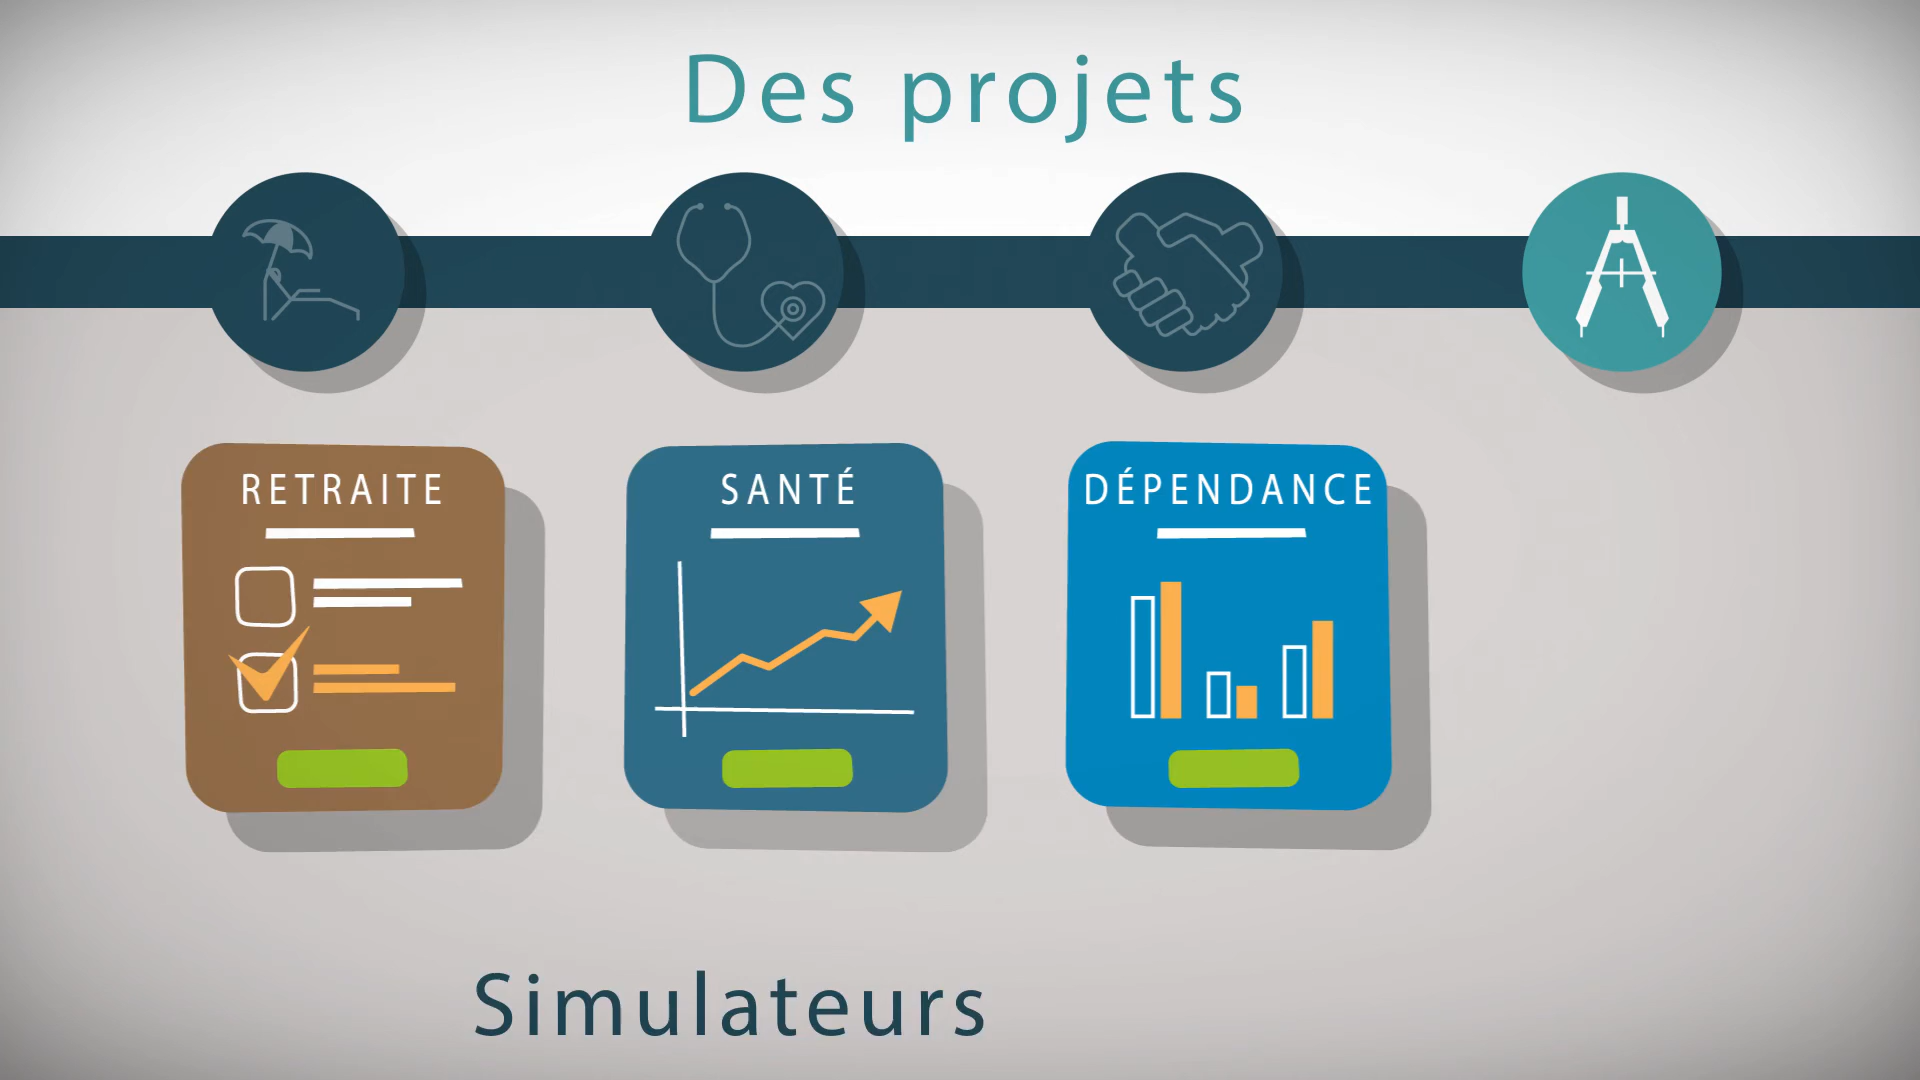 Des projets
RETRAITE
SANTÉ
DÉPENDANCE
Simulateurs